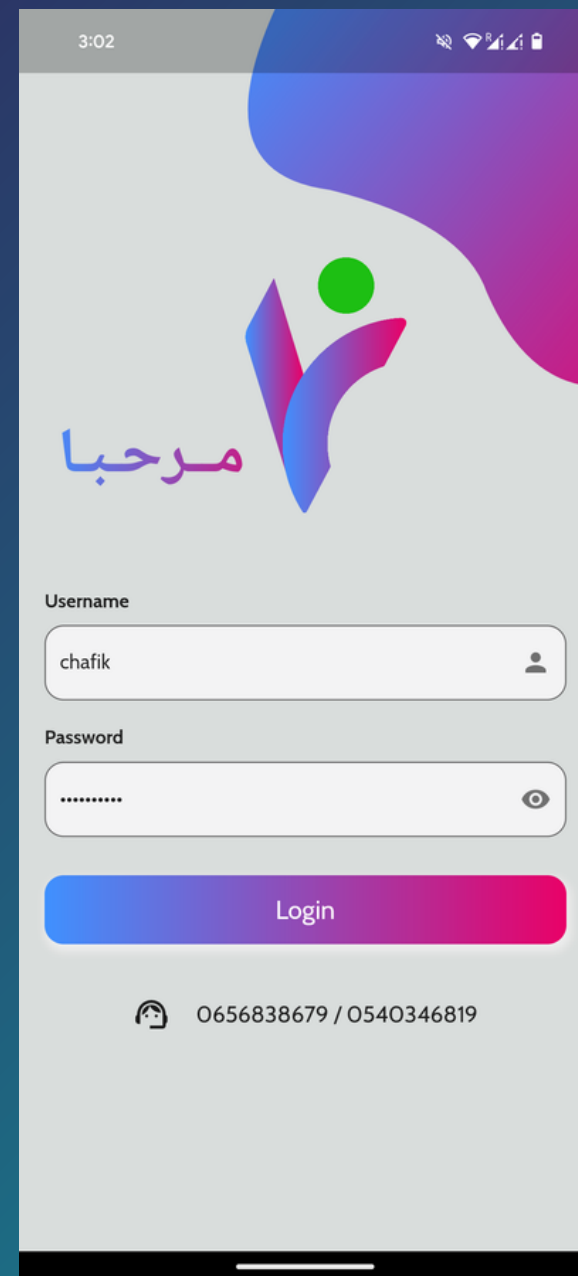 3:02
R
مرحبا
Username
chafik
Password
••••••••••
Login
0656838679 / 0540346819